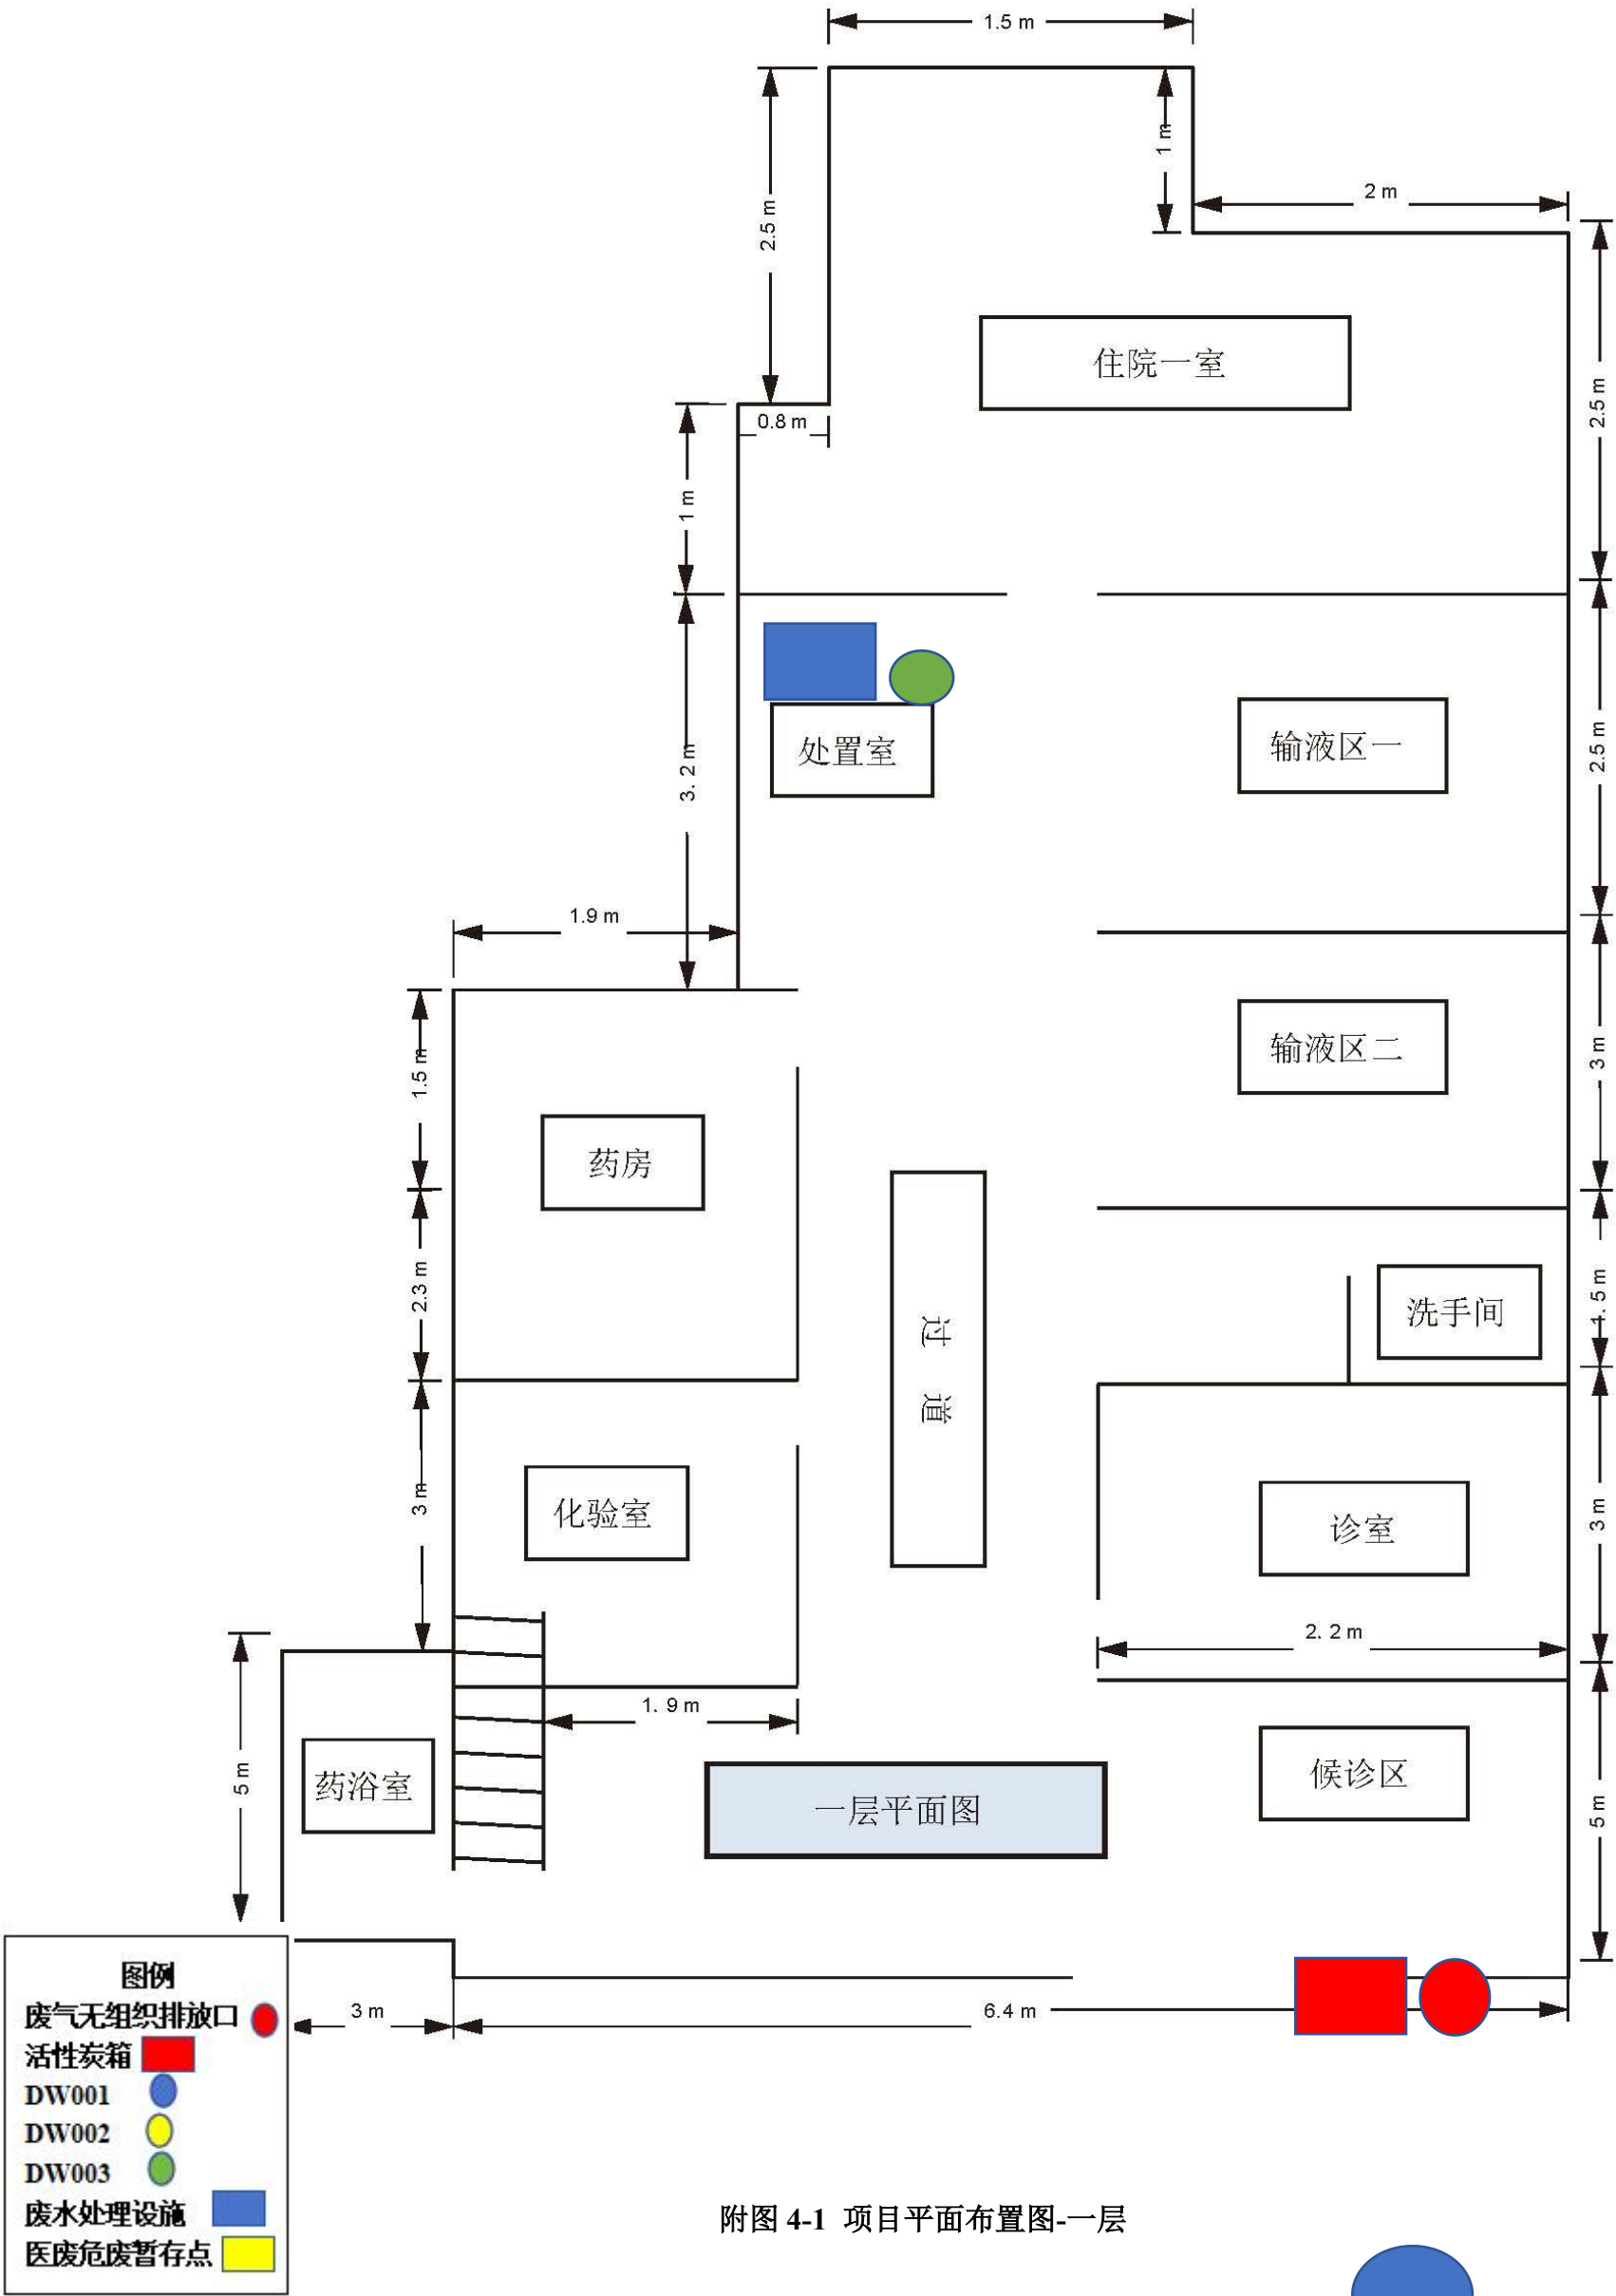 1.5 m
1 m
2 m
2.5 m
住院一室
2.5 m
0.8 m
1 m
处置室
输液区一
2.5 m
3. 2 m
1.9 m
输液区二
3 m
1.5 m
药房
过道
2.3 m
洗手间
1. 5 m
3 m
化验室
诊室
3 m
2. 2 m
1. 9 m
药浴室
5 m
一层平面图
候诊区
5 m
3 m
6.4 m
图例
废气无组织排放口
活性炭箱
DW001
DW002
DW003
废水处理设施
医废危废暂存点
附图 4-1 项目平面布置图-一层